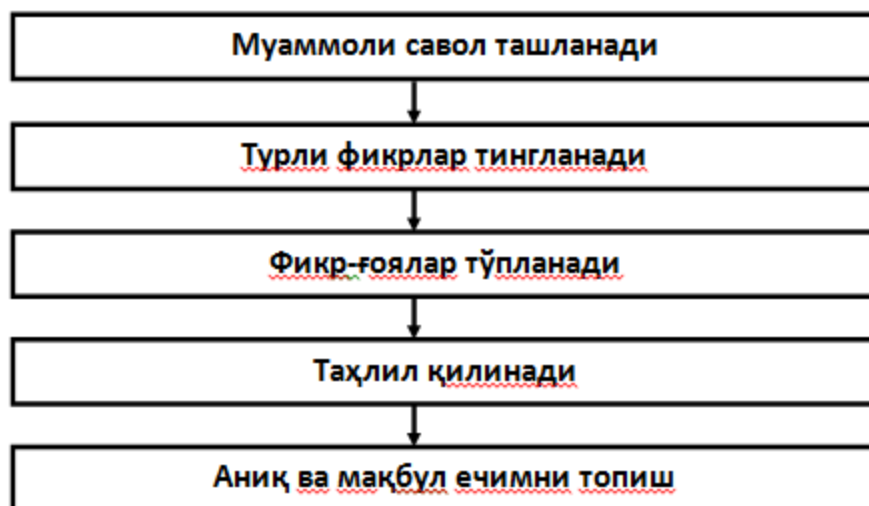 Муаммоли савол ташланади
Турли фикрлар тингланади
Фикр-ғоялар тўпланади
Таҳлил қилинади
Аниқ ва мақбул ечимни топиш